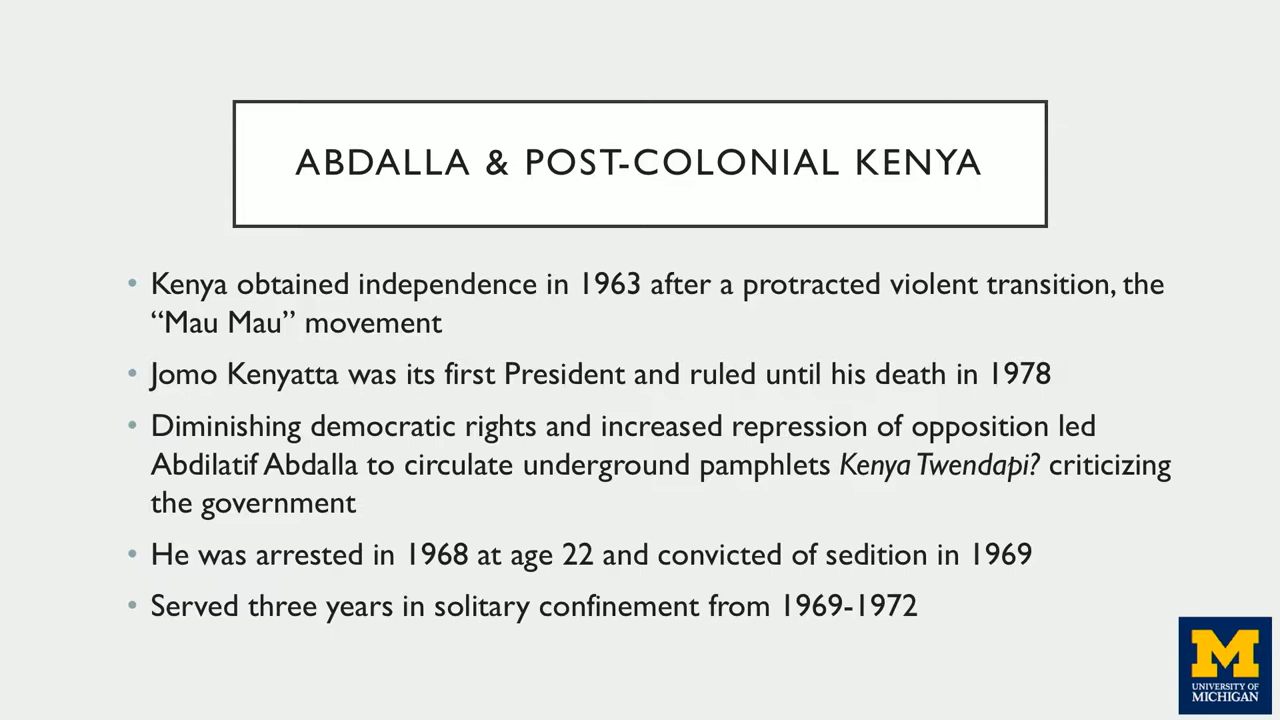 ABDALLA & POST-COLONIAL KENYA
• Kenya obtained independence in 1963 after a protracted violent transition, the
“Mau Mau” movement
• Jomo Kenyatta was its first President and ruled until his death in 1978
• Diminishing democratic rights and increased repression of opposition led
Abdilatif Abdalla to circulate underground pamphlets Kenya Twendapi? criticizing
the government
• He was arrested in 1968 at age 22 and convicted of sedition in 1969
• Served three years in solitary confinement from 1969-1972
M
UNIVERSITY OF
MICHIGAN